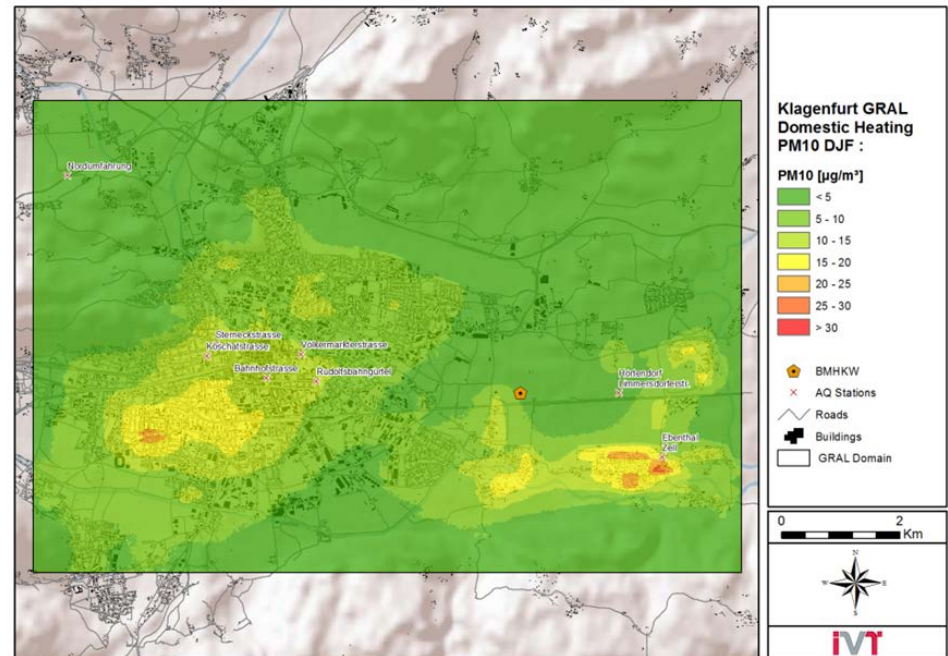 Nordumfahrung
Sterneckstrasse
Koschatstrasse
Völkermarkterstrasse
Bahnhofstrasse
Rudolfsbahngürtel
Hörtendorf
Limmersdorferstr.
Ebenthal
Zell
Klagenfurt GRAL
Domestic Heating
PM10 DJF :
PM10 [µg/m³]
< 5
5 - 10
10 - 15
15 - 20
20 - 25
25 - 30
> 30
BMHKW
AQ Stations
Roads
Buildings
GRAL Domain
0 2
Km
N
W E
S
iVT